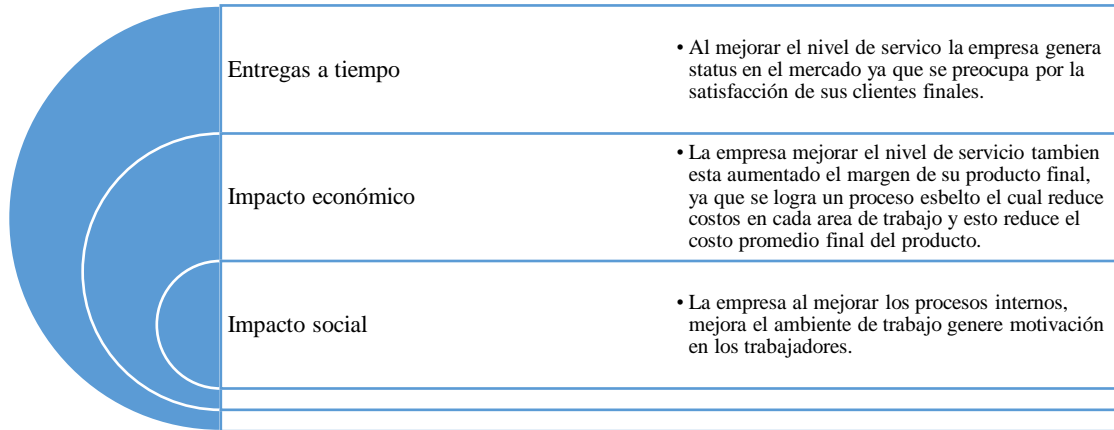 Entregas a tiempo
• Al mejorar el nivel de servico la empresa genera
status en el mercado ya que se preocupa por la
satisfacción de sus clientes finales.
Impacto económico
• La empresa mejorar el nivel de servicio tambien
esta aumentado el margen de su producto final,
ya que se logra un proceso esbelto el cual reduce
costos en cada area de trabajo y esto reduce el
costo promedio final del producto.
Impacto social
• La empresa al mejorar los procesos internos,
mejora el ambiente de trabajo genere motivación
en los trabajadores.